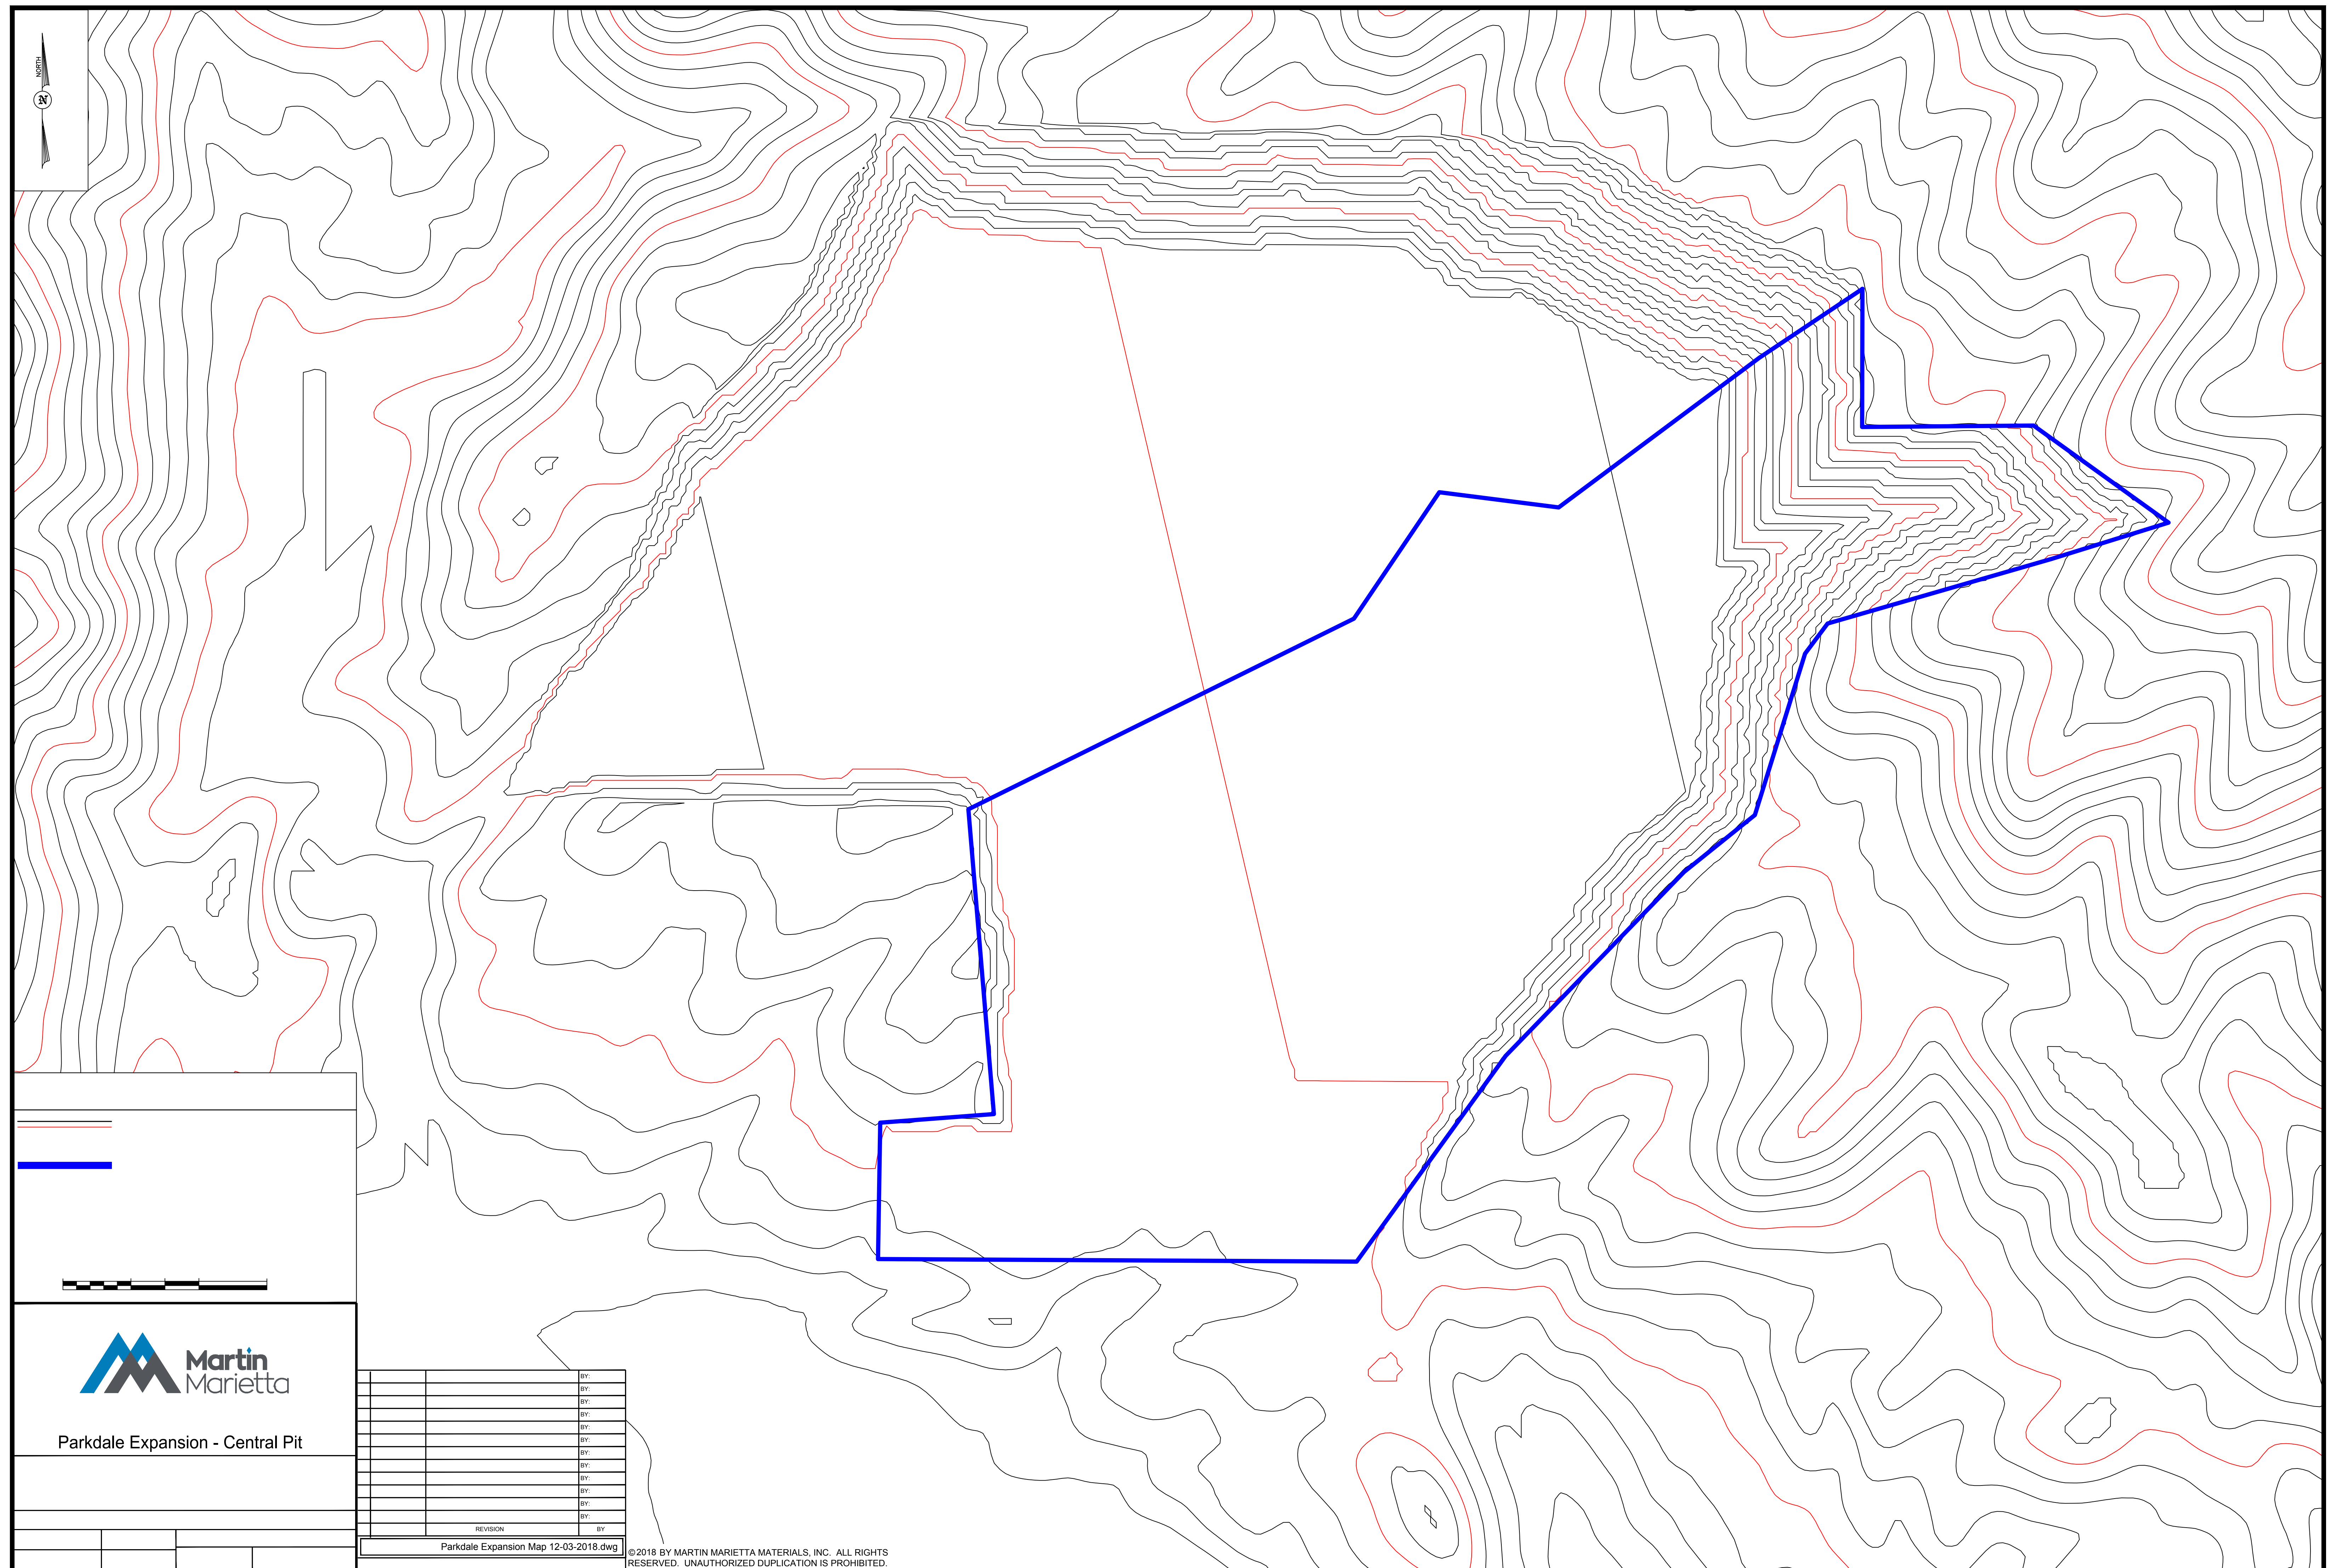 NORTH
N
Martin
Marietta
Parkdale Expansion - Central Pit
BY:
BY:
BY:
BY:
BY:
BY:
BY:
BY:
BY:
BY:
BY:
BY:
REVISION BY
Parkdale Expansion Map 12-03-2018.dwg
©2018 BY MARTIN MARIETTA MATERIALS, INC. ALL RIGHTS
RESERVED. UNAUTHORIZED DUPLICATION IS PROHIBITED.